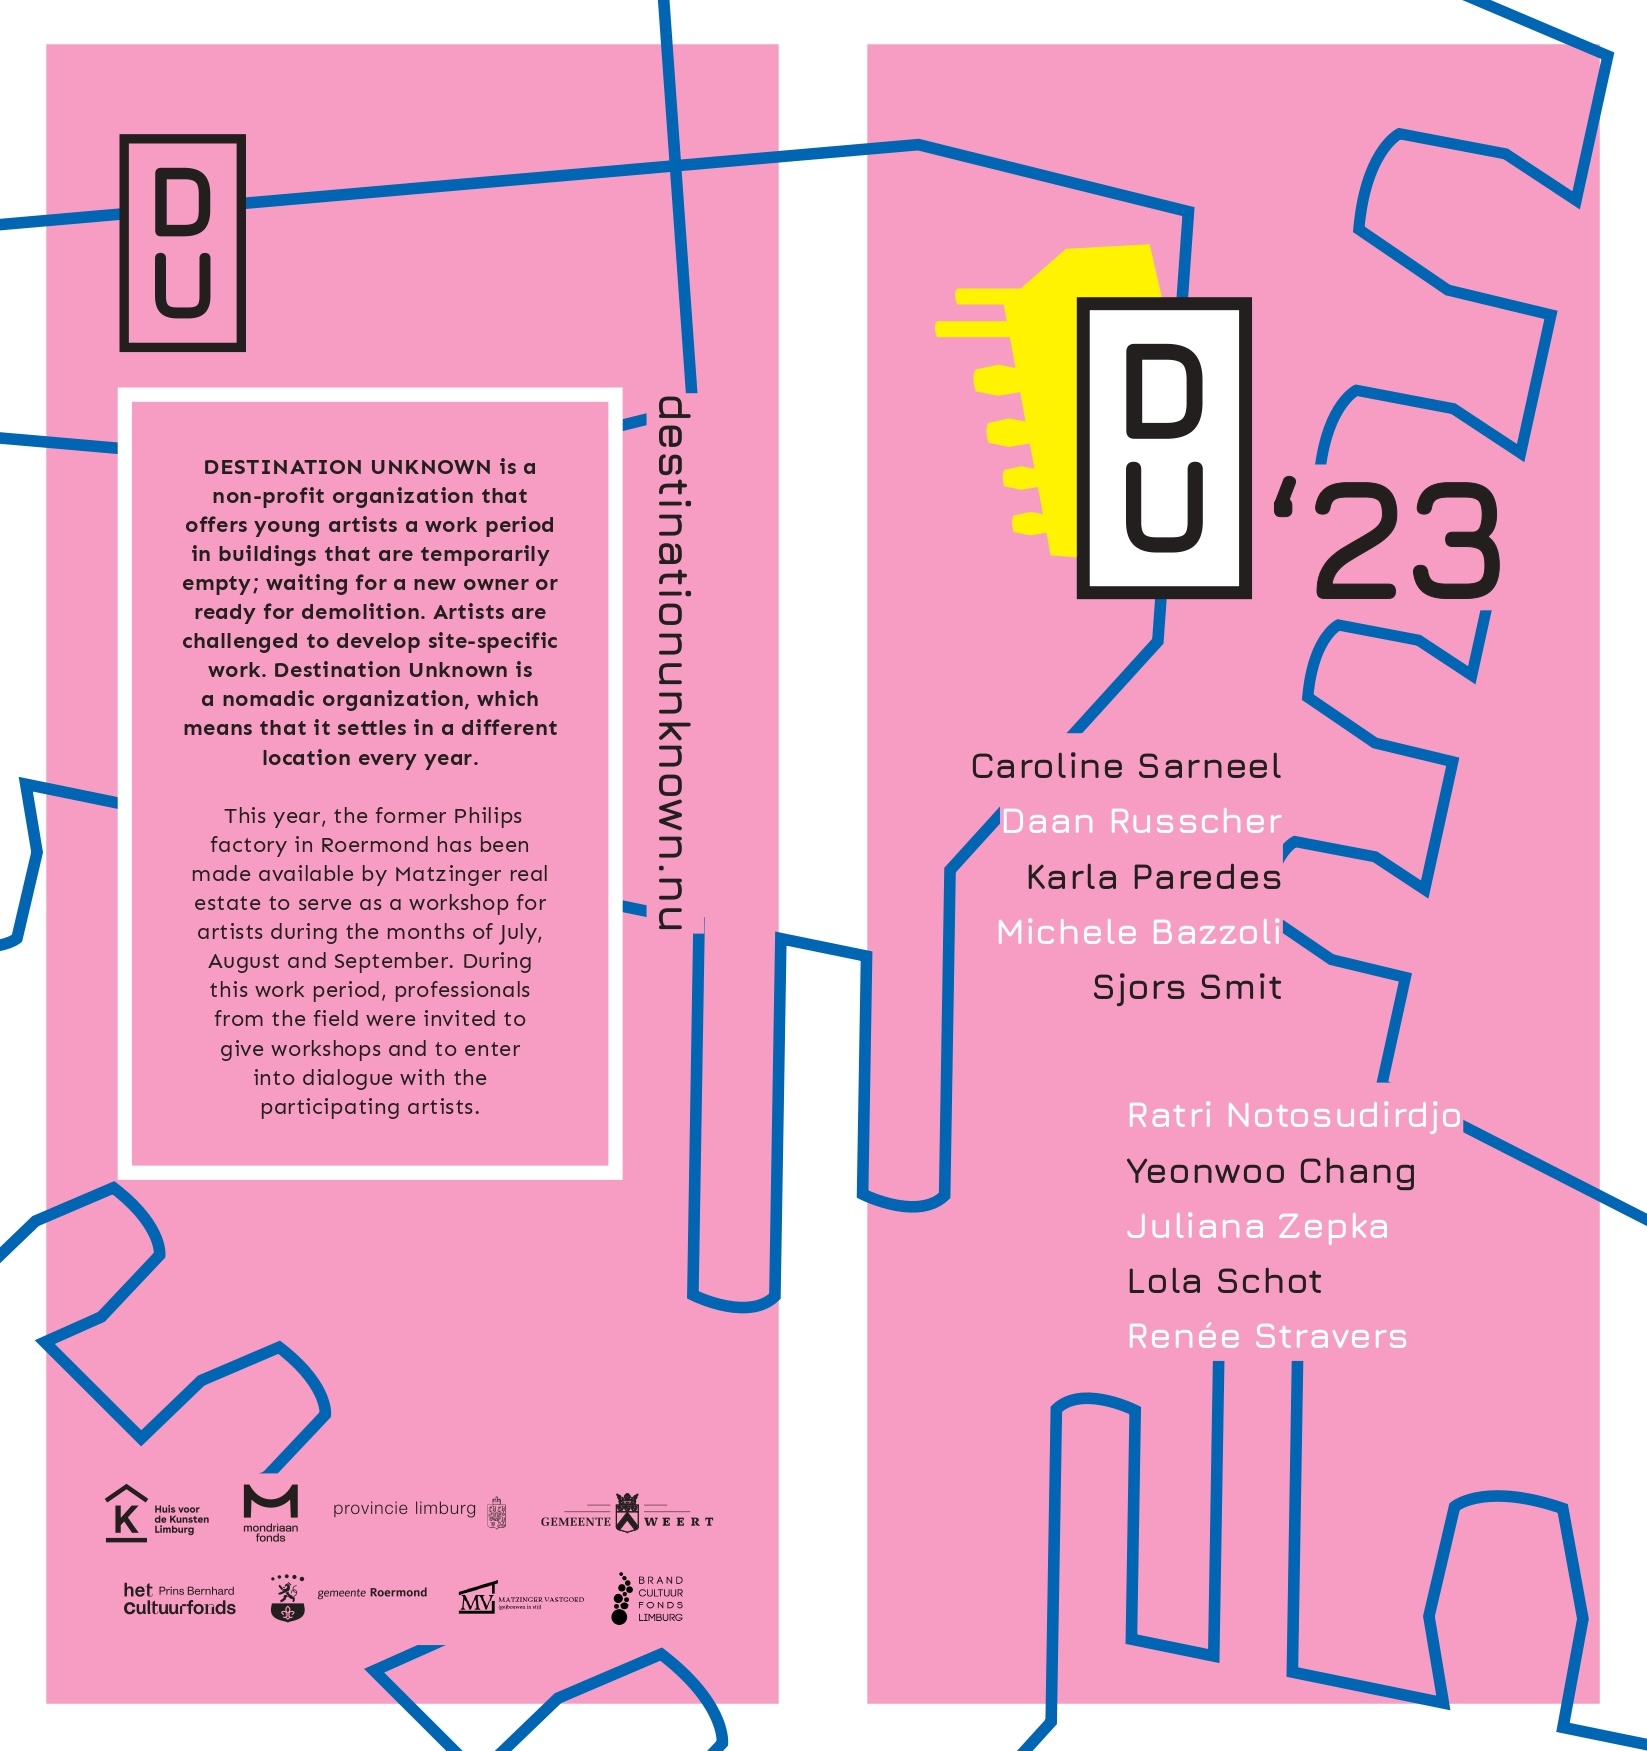 D
U
DESTINATION UNKNOWN is a
non-profit organization that
offers young artists a work period
in buildings that are temporarily
empty; waiting for a new owner or
ready for demolition. Artists are
challenged to develop site-specific
work. Destination Unknown is
a nomadic organization, which
means that it settles in a different
location every year.
This year, the former Philips
factory in Roermond has been
made available by Matzinger real
estate to serve as a workshop for
artists during the months of July,
August and September. During
this work period, professionals
from the field were invited to
give workshops and to enter
into dialogue with the
participating artists.
destinationunknown.nu
K
Huis voor
de Kunsten
Limburg
mondriaan
fonds
provincie limburg
GEMEENTE WEERT
het Prins Bernhard
Cultuurfonds
gemeente Roermond
MV
MATZINGER VASTGOED
gebouwen in stijl
BRAND
CULTUUR
FONDS
LIMBURG
D
U
‘23
Caroline Sarneel
Daan Russcher
Karla Paredes
Michele Bazzoli
Sjors Smit
Ratri Notosudirdjo
Yeonwoo Chang
Juliana Zepka
Lola Schot
Renée Stravers